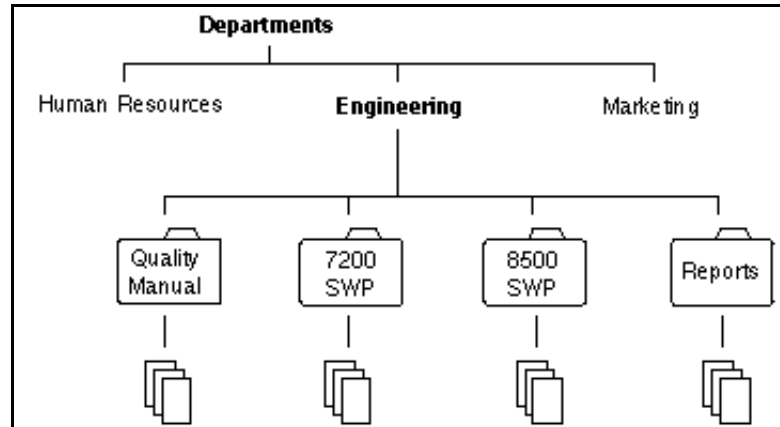 Departments
Human Resources
Engineering
Marketing
Quality
Manual
7200
SWP
8500
SWP
Reports